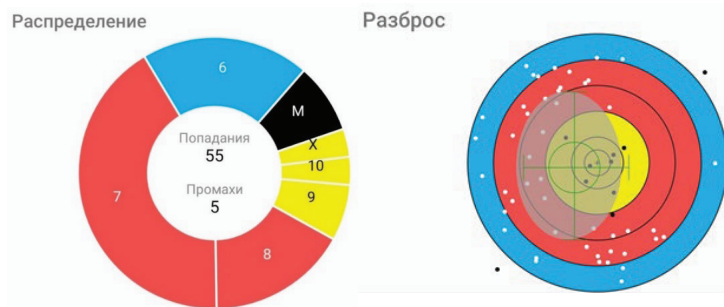 Распределение
Разброс
6
M
X
10
9
8
7
Попадания
55
Промахи
5